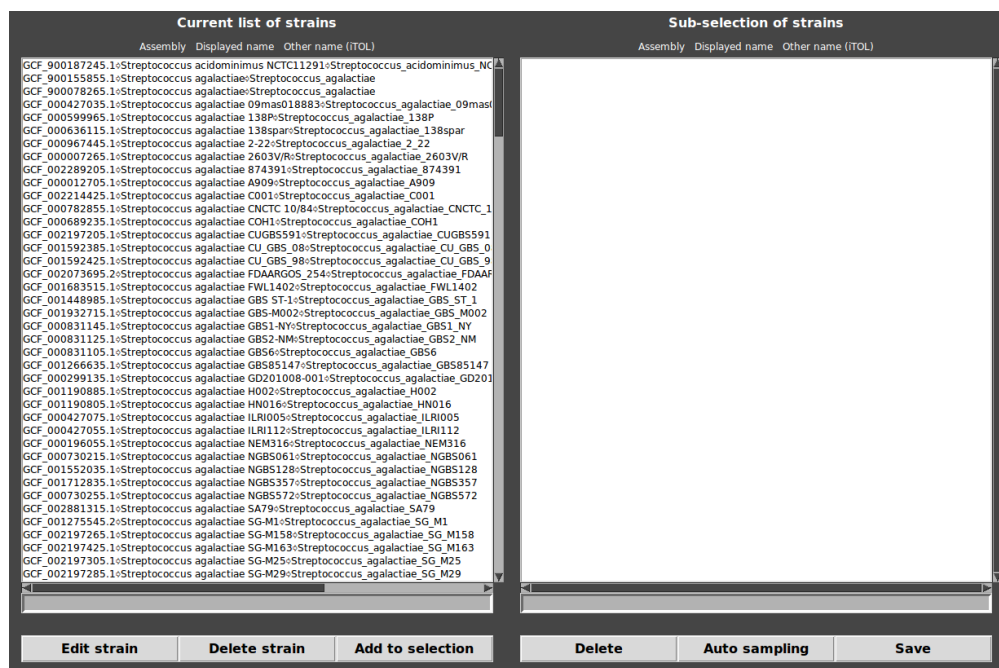 Current list of strains
Assembly Displayed name Other name (iTOL)
GCF_900187245.1⋄Streptococcus acidominimus NCTC11291⋄Streptococcus_acidominimus_NC
GCF_900155855.1⋄Streptococcus agalactiae⋄Streptococcus_agalactiae
GCF_900078265.1⋄Streptococcus agalactiae⋄Streptococcus_agalactiae
GCF_000427035.1⋄Streptococcus agalactiae 09mas018883⋄Streptococcus_agalactiae_09mas(
GCF_000599965.1⋄Streptococcus agalactiae 138P⋄Streptococcus_agalactiae_138P
GCF_000636115.1⋄Streptococcus agalactiae 138spar⋄Streptococcus_agalactiae_138spar
GCF_000967445.1⋄Streptococcus agalactiae 2-22⋄Streptococcus_agalactiae_2_22
GCF_000007265.1⋄Streptococcus agalactiae 2603V/R⋄Streptococcus_agalactiae_2603V/R
GCF_002289205.1⋄Streptococcus agalactiae 874391⋄Streptococcus_agalactiae_874391
GCF_000012705.1⋄Streptococcus agalactiae A909⋄Streptococcus_agalactiae_A909
GCF_002214425.1⋄Streptococcus agalactiae C001⋄Streptococcus_agalactiae_C001
GCF_000782855.1⋄Streptococcus agalactiae CNCTC 10/84⋄Streptococcus_agalactiae_CNCTC_1
GCF_000689235.1⋄Streptococcus agalactiae COH1⋄Streptococcus_agalactiae_COH1
GCF_002197205.1⋄Streptococcus agalactiae CUGBS591⋄Streptococcus_agalactiae_CUGBS591
GCF_001592385.1⋄Streptococcus agalactiae CU_GBS_08⋄Streptococcus_agalactiae_CU_GBS_0
GCF_001592425.1⋄Streptococcus agalactiae CU_GBS_98⋄Streptococcus_agalactiae_CU_GBS_9
GCF_002073695.2⋄Streptococcus agalactiae FDAARGOS_254⋄Streptococcus_agalactiae_FDAAF
GCF_001683515.1⋄Streptococcus agalactiae FWL1402⋄Streptococcus_agalactiae_FWL1402
GCF_001448985.1⋄Streptococcus agalactiae GBS ST-1⋄Streptococcus_agalactiae_GBS_ST_1
GCF_001932715.1⋄Streptococcus agalactiae GBS-M002⋄Streptococcus_agalactiae_GBS_M002
GCF_000831145.1⋄Streptococcus agalactiae GBS1-NY⋄Streptococcus_agalactiae_GBS1_NY
GCF_000831125.1⋄Streptococcus agalactiae GBS2-NM⋄Streptococcus_agalactiae_GBS2_NM
GCF_000831105.1⋄Streptococcus agalactiae GBS6⋄Streptococcus_agalactiae_GBS6
GCF_001266635.1⋄Streptococcus agalactiae GBS85147⋄Streptococcus_agalactiae_GBS85147
GCF_000299135.1⋄Streptococcus agalactiae GD201008-001⋄Streptococcus_agalactiae_GD201
GCF_001190885.1⋄Streptococcus agalactiae H002⋄Streptococcus_agalactiae_H002
GCF_001190805.1⋄Streptococcus agalactiae HN016⋄Streptococcus_agalactiae_HN016
GCF_000427075.1⋄Streptococcus agalactiae ILRI005⋄Streptococcus_agalactiae_ILRI005
GCF_000427055.1⋄Streptococcus agalactiae ILRI112⋄Streptococcus_agalactiae_ILRI112
GCF_000196055.1⋄Streptococcus agalactiae NEM316⋄Streptococcus_agalactiae_NEM316
GCF_000730215.1⋄Streptococcus agalactiae NGBS061⋄Streptococcus_agalactiae_NGBS061
GCF_001552035.1⋄Streptococcus agalactiae NGBS128⋄Streptococcus_agalactiae_NGBS128
GCF_001712835.1⋄Streptococcus agalactiae NGBS357⋄Streptococcus_agalactiae_NGBS357
GCF_000730255.1⋄Streptococcus agalactiae NGBS572⋄Streptococcus_agalactiae_NGBS572
GCF_002881315.1⋄Streptococcus agalactiae SA79⋄Streptococcus_agalactiae_SA79
GCF_001275545.2⋄Streptococcus agalactiae SG-M1⋄Streptococcus_agalactiae_SG_M1
GCF_002197265.1⋄Streptococcus agalactiae SG-M158⋄Streptococcus_agalactiae_SG_M158
GCF_002197425.1⋄Streptococcus agalactiae SG-M163⋄Streptococcus_agalactiae_SG_M163
GCF_002197305.1⋄Streptococcus agalactiae SG-M25⋄Streptococcus_agalactiae_SG_M25
GCF_002197285.1⋄Streptococcus agalactiae SG-M29⋄Streptococcus_agalactiae_SG_M29
Edit strain Delete strain Add to selection
Sub-selection of strains
Assembly Displayed name Other name (iTOL)
Delete Auto sampling Save